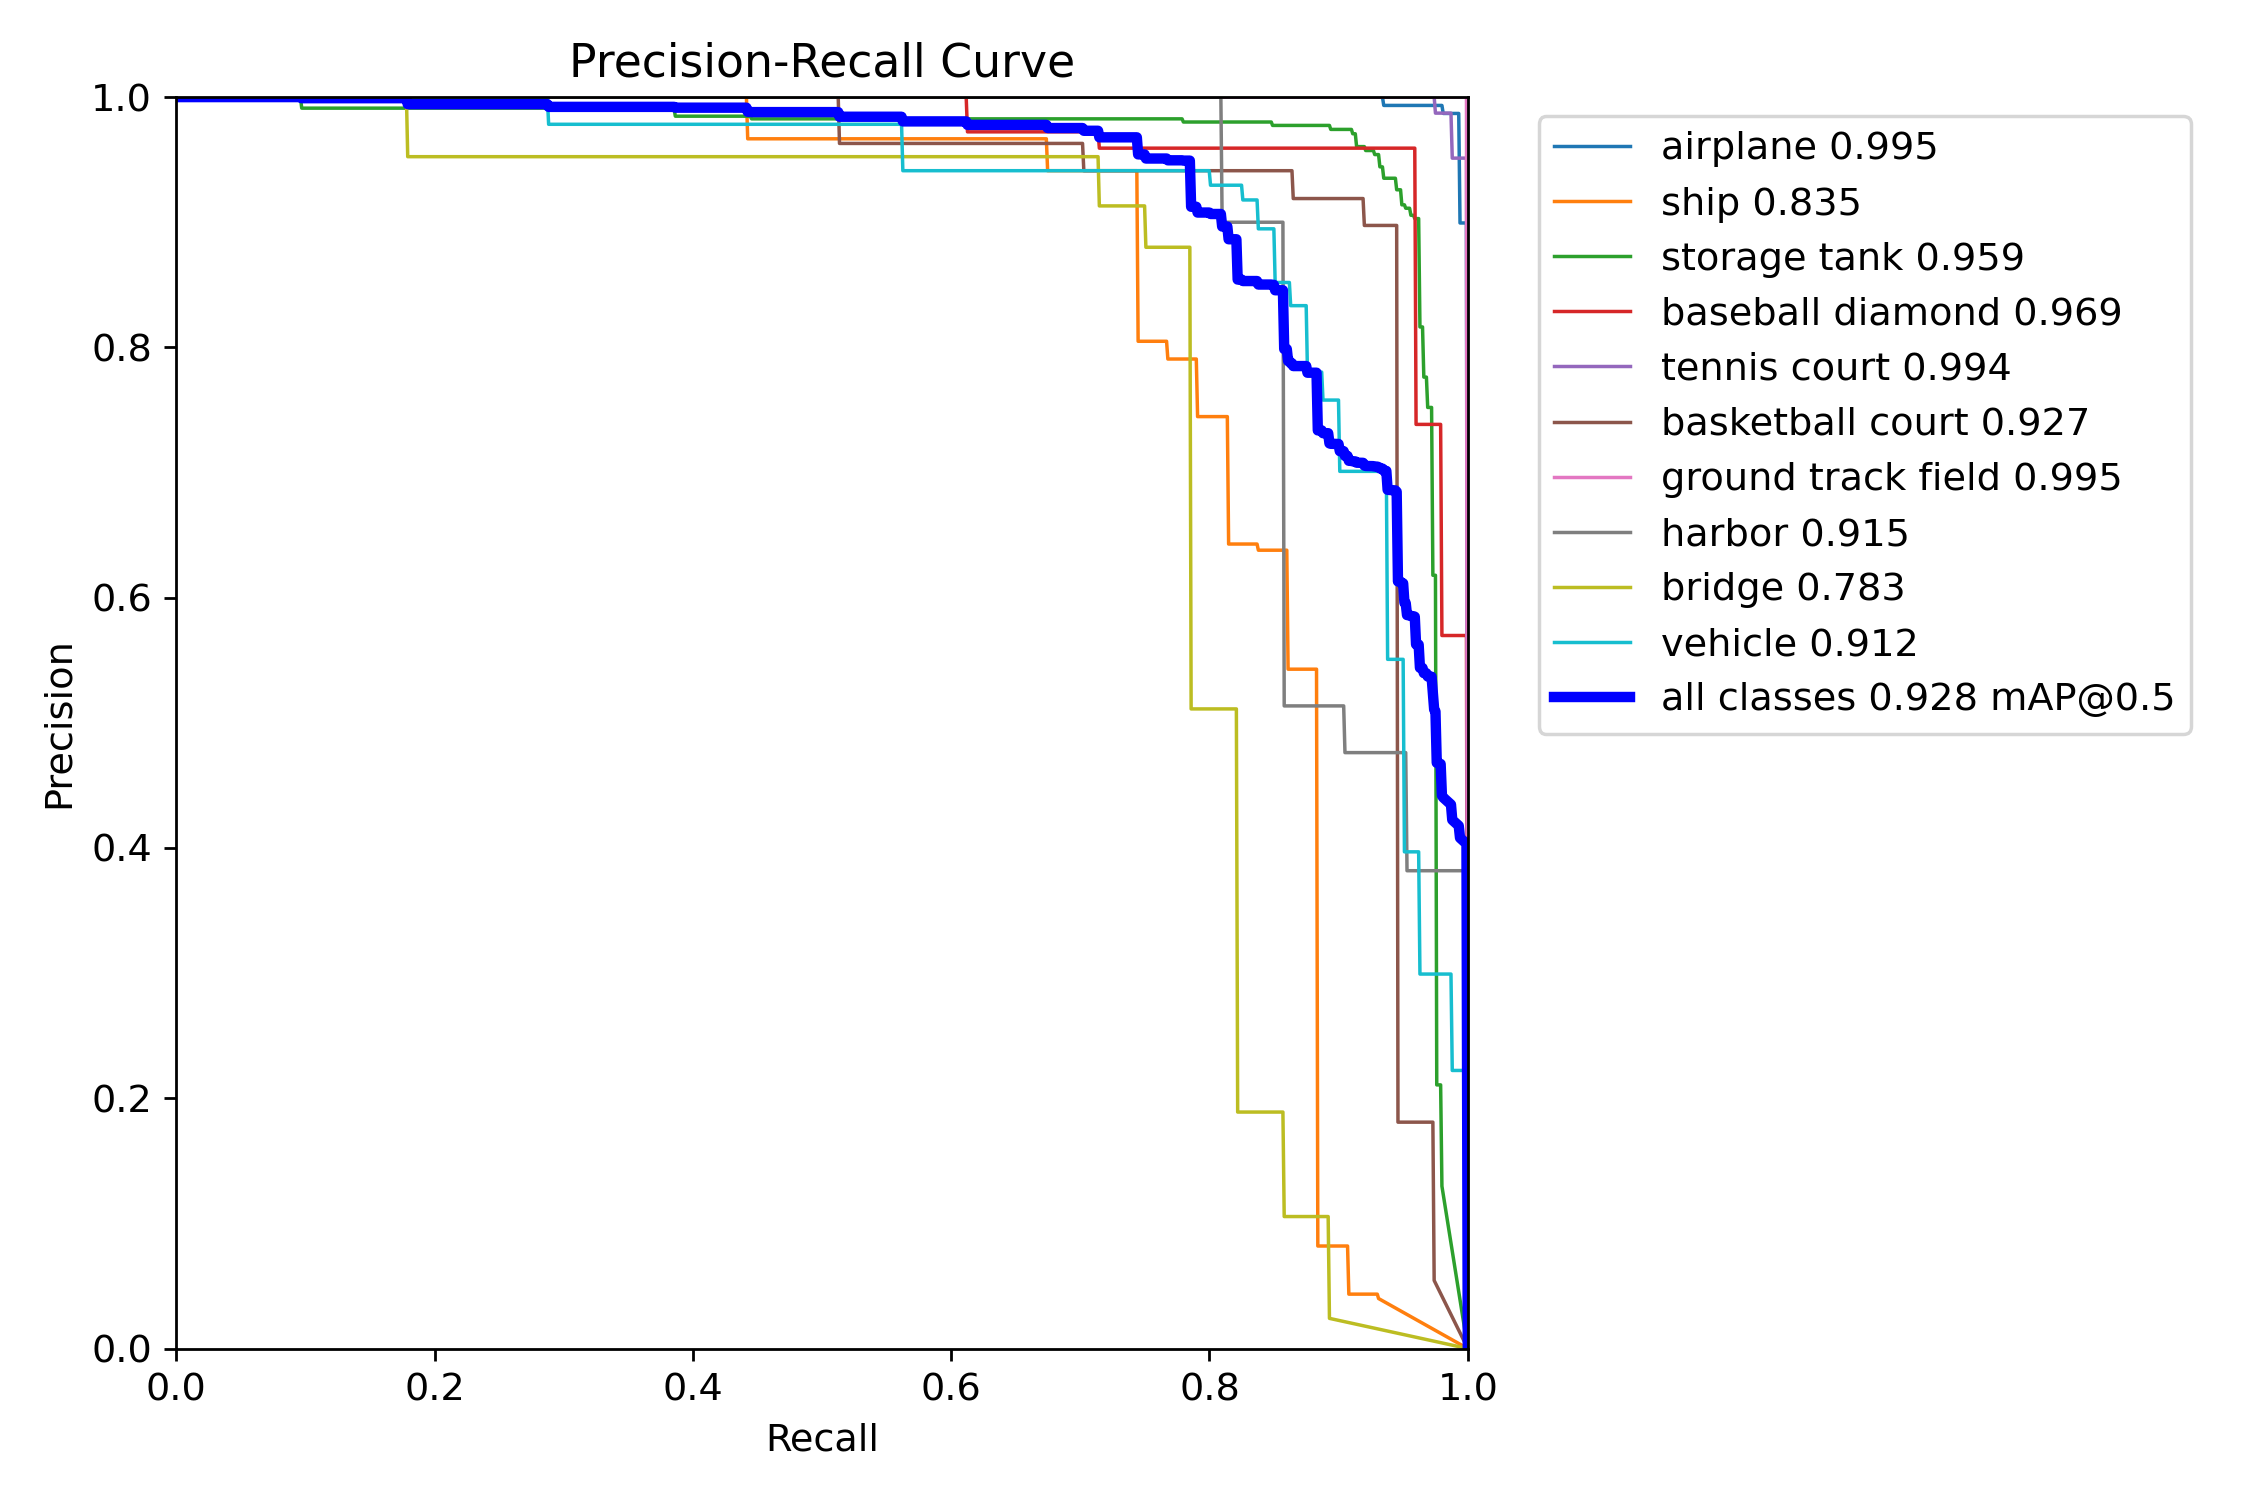 Precision-Recall Curve
1.0
0.8
0.6
0.4
0.2
0.0
Precision
0.0 0.2 0.4 0.6 0.8 1.0
Recall
airplane 0.995
ship 0.835
storage tank 0.959
baseball diamond 0.969
tennis court 0.994
basketball court 0.927
ground track field 0.995
harbor 0.915
bridge 0.783
vehicle 0.912
all classes 0.928 mAP@0.5